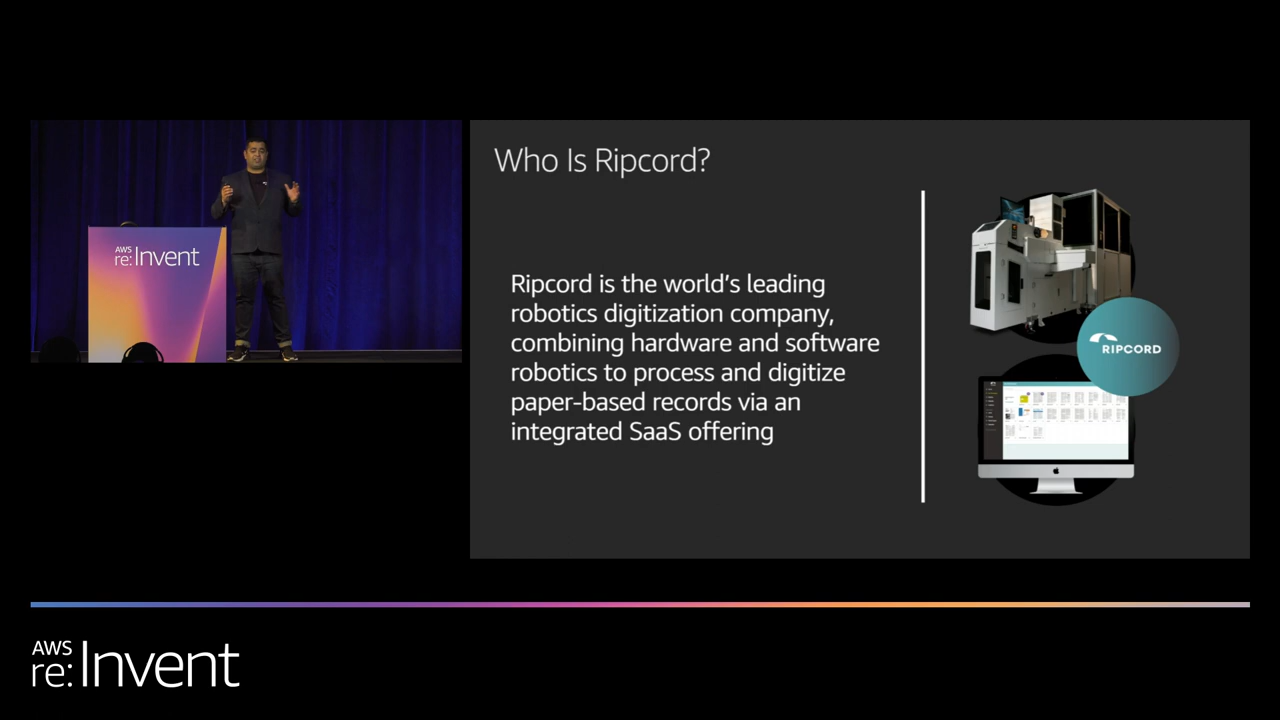 AWS
re:Invent
Who Is Ripcord?
Ripcord is the world's leading
robotics digitization company,
combining hardware and software
robotics to process and digitize
paper-based records via an
integrated SaaS offering
RIPCORD
AWS
re:Invent